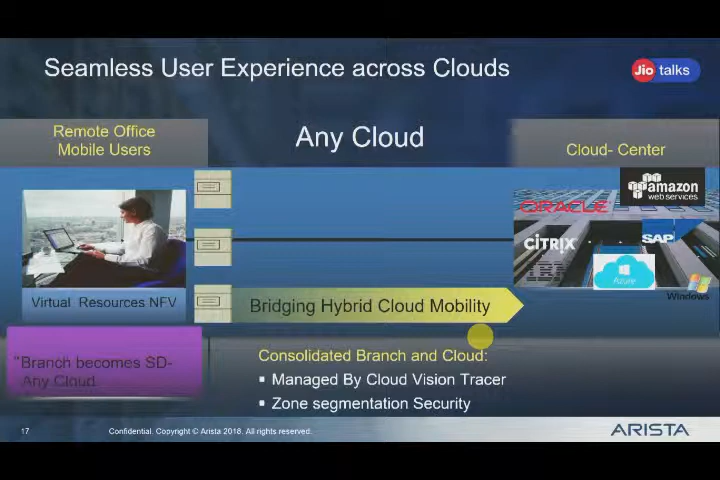 Seamless User Experience across Clouds
Jio talks
Remote Office
Mobile Users
Any Cloud
Cloud- Center
amazon
web services
ORACLE
CITRIX
SAP
IBM
Azure
Windows
Virtual Resources NFV
Bridging Hybrid Cloud Mobility
"Branch becomes SD-
Any Cloud
Consolidated Branch and Cloud:
▪ Managed By Cloud Vision Tracer
▪ Zone segmentation Security
17
Confidential. Copyright © Arista 2018. All rights reserved.
ARISTA